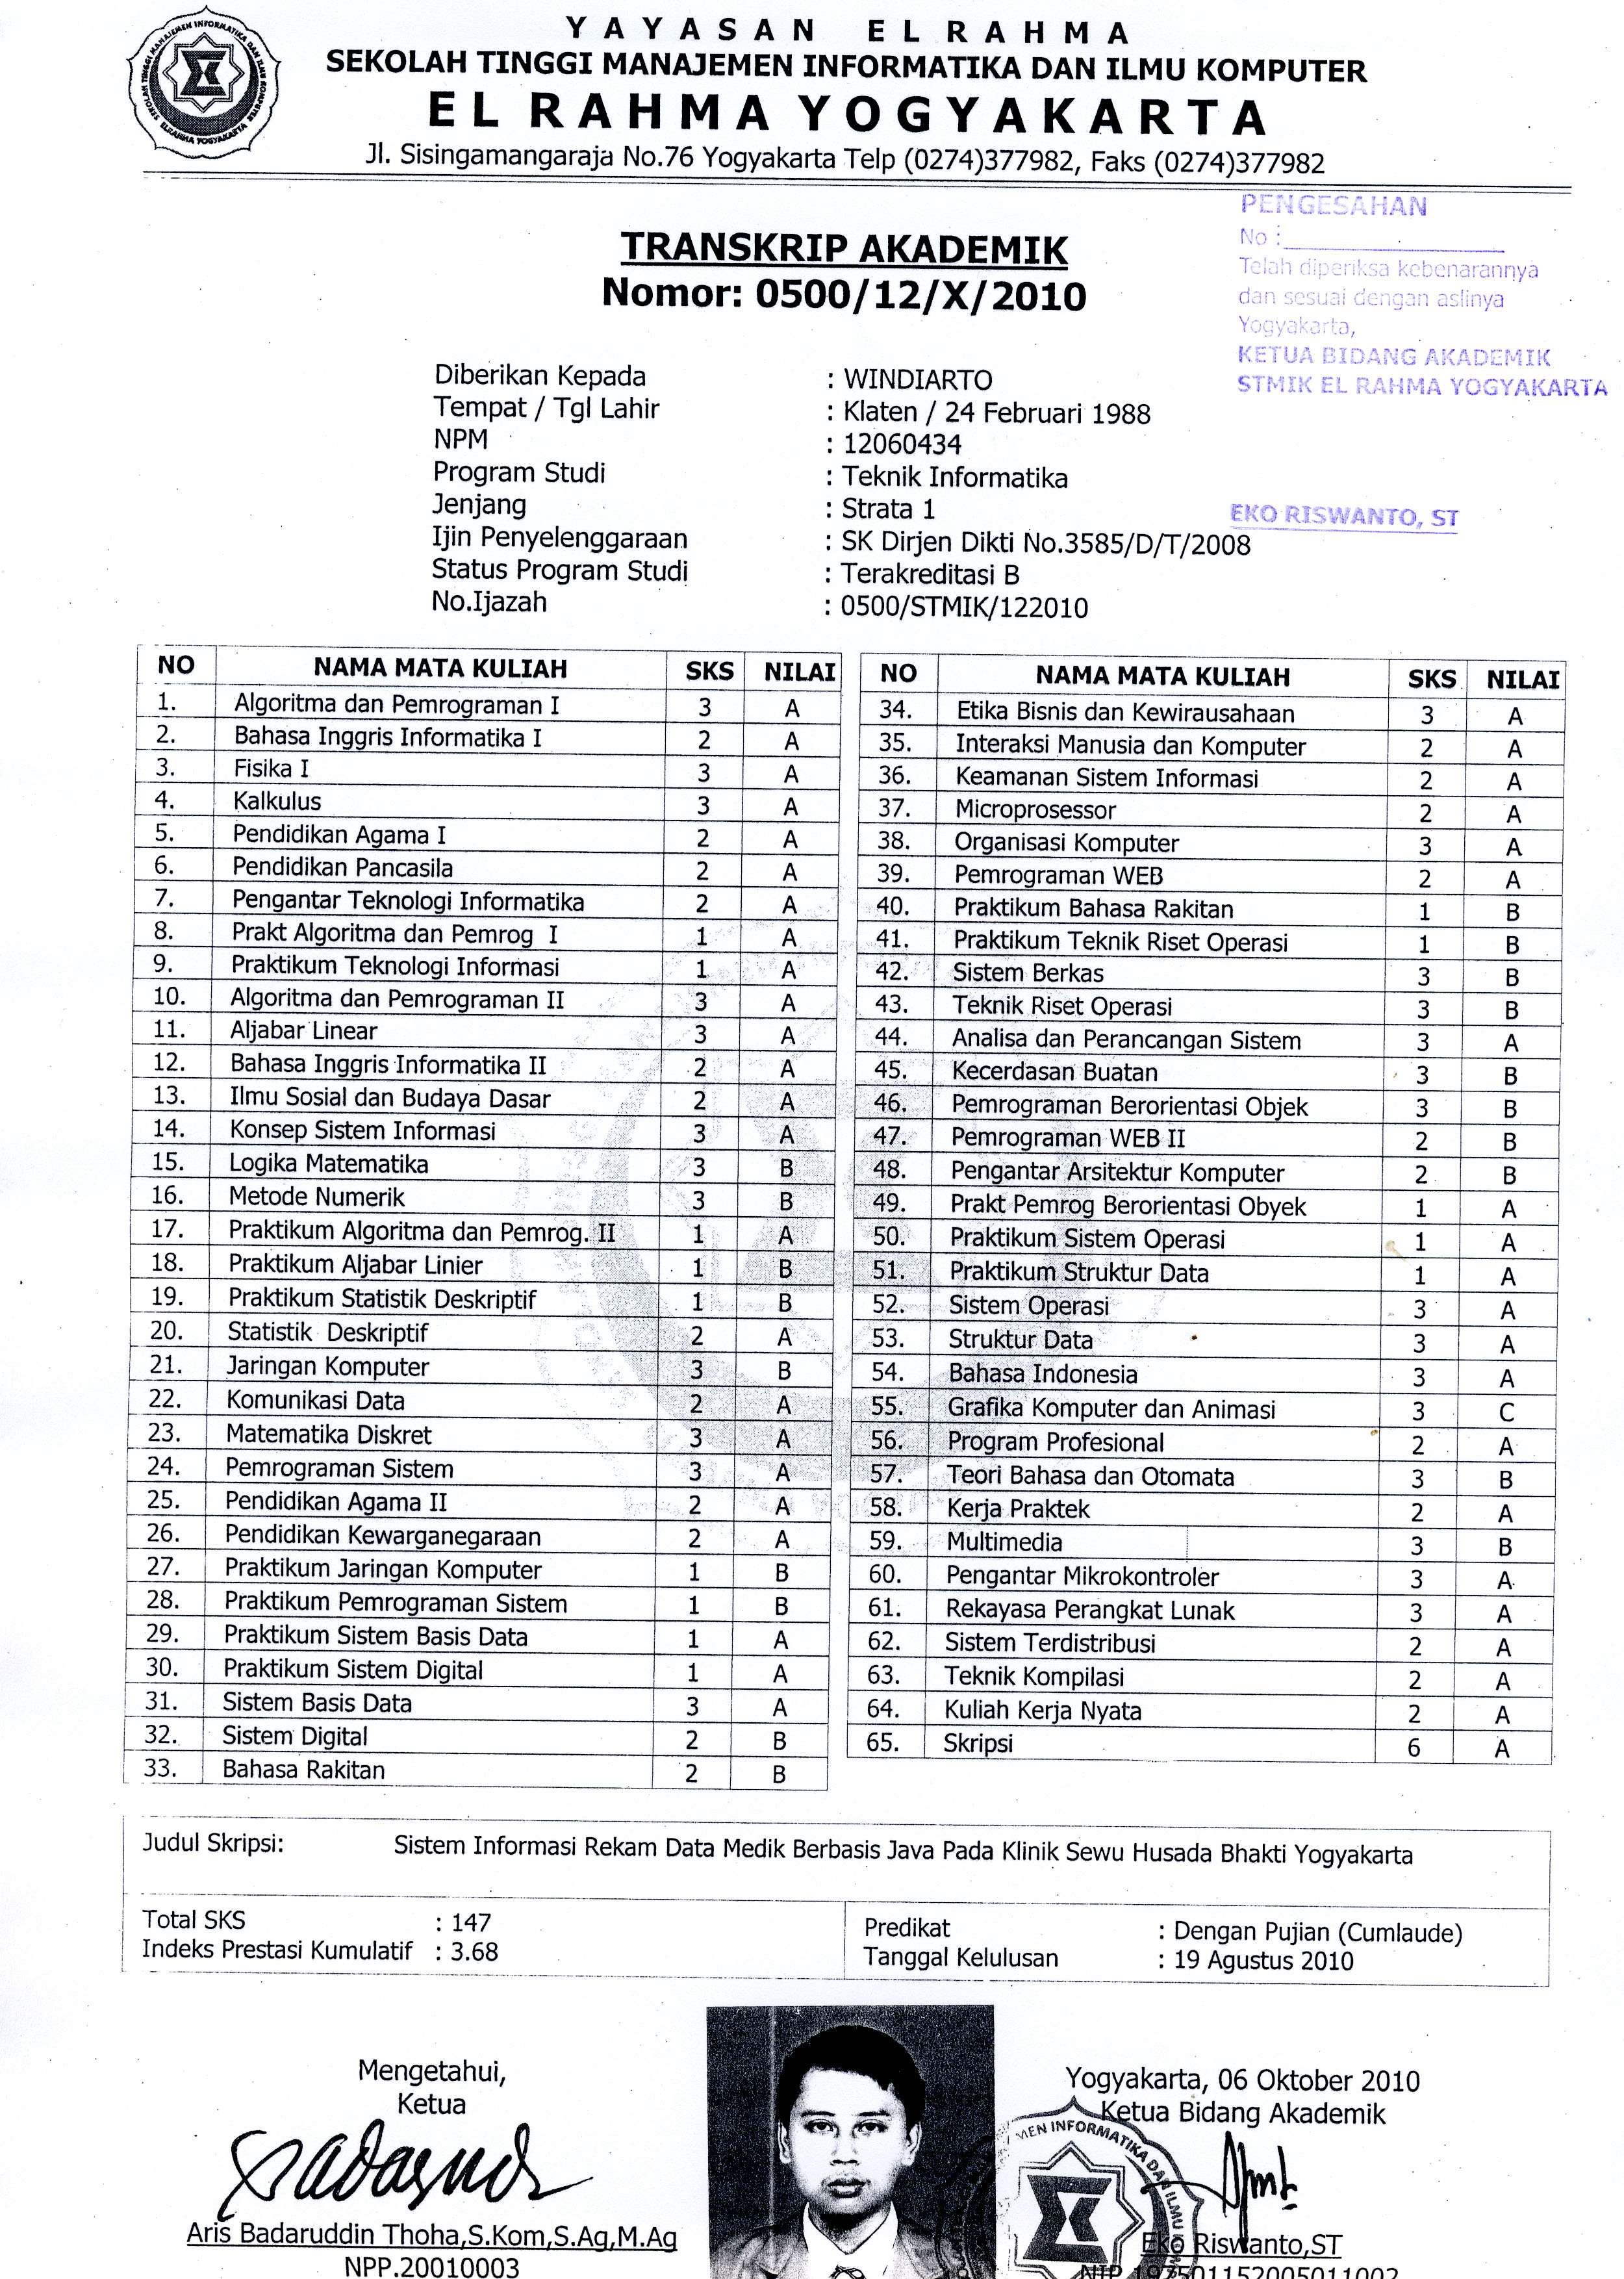 YAYASAN ELRAHMA
SEKOLAH TINGGI MANAJEMEN INFORMATIKA DAN ILMU KOMPUTER
EL RAHMA YOGYAKARTA
Jl. Sisingamangaraja No.76 Yogyakarta Telp (0274)377982, Faks (0274)377982
PENGESAHAN
No :
Telah diperiksa kebenarannya
dan sesuai dengan aslinya
Yogyakarta,
KETUA BIDANG AKADEMIK
STMIK EL RAHMA YOGYAKARTA
EKO RISWANTO, ST
TRANSKRIP AKADEMIK
Nomor: 0500/12/X/2010
Diberikan Kepada : WINDIARTO
Tempat / Tgl Lahir : Klaten / 24 Februari 1988
NPM : 12060434
Program Studi : Teknik Informatika
Jenjang : Strata 1
Ijin Penyelenggaraan : SK Dirjen Dikti No.3585/D/T/2008
Status Program Studi : Terakreditasi B
No.Ijazah : 0500/STMIK/122010
NO NAMA MATA KULIAH SKS NILAI
1. Algoritma dan Pemrograman I 3 A
2. Bahasa Inggris Informatika I 2 A
3. Fisika I 3 A
4. Kalkulus 3 A
5. Pendidikan Agama I 2 A
6. Pendidikan Pancasila 2 A
7. Pengantar Teknologi Informatika 2 A
8. Prakt Algoritma dan Pemrog I 1 A
9. Praktikum Teknologi Informasi 1 A
10. Algoritma dan Pemrograman II 3 A
11. Aljabar Linear 3 A
12. Bahasa Inggris Informatika II 2 A
13. Ilmu Sosial dan Budaya Dasar 2 A
14. Konsep Sistem Informasi 3 A
15. Logika Matematika 3 B
16. Metode Numerik 3 B
17. Praktikum Algoritma dan Pemrog. II 1 A
18. Praktikum Aljabar Linier 1 B
19. Praktikum Statistik Deskriptif 1 B
20. Statistik Deskriptif 2 A
21. Jaringan Komputer 3 B
22. Komunikasi Data 2 A
23. Matematika Diskret 3 A
24. Pemrograman Sistem 3 A
25. Pendidikan Agama II 2 A
26. Pendidikan Kewarganegaraan 2 A
27. Praktikum Jaringan Komputer 1 B
28. Praktikum Pemrograman Sistem 1 B
29. Praktikum Sistem Basis Data 1 A
30. Praktikum Sistem Digital 1 A
31. Sistem Basis Data 3 A
32. Sistem Digital 2 B
33. Bahasa Rakitan 2 B
NO NAMA MATA KULIAH SKS NILAI
34. Etika Bisnis dan Kewirausahaan 3 A
35. Interaksi Manusia dan Komputer 2 A
36. Keamanan Sistem Informasi 2 A
37. Microprosessor 2 A
38. Organisasi Komputer 3 A
39. Pemrograman WEB 2 A
40. Praktikum Bahasa Rakitan 1 B
41. Praktikum Teknik Riset Operasi 1 B
42. Sistem Berkas 3 B
43. Teknik Riset Operasi 3 B
44. Analisa dan Perancangan Sistem 3 A
45. Kecerdasan Buatan 3 B
46. Pemrograman Berorientasi Objek 3 B
47. Pemrograman WEB II 2 B
48. Pengantar Arsitektur Komputer 2 B
49. Prakt Pemrog Berorientasi Obyek 1 A
50. Praktikum Sistem Operasi 1 A
51. Praktikum Struktur Data 1 A
52. Sistem Operasi 3 A
53. Struktur Data 3 A
54. Bahasa Indonesia 3 A
55. Grafika Komputer dan Animasi 3 C
56. Program Profesional 2 A
57. Teori Bahasa dan Otomata 3 B
58. Kerja Praktek 2 A
59. Multimedia 3 B
60. Pengantar Mikrokontroler 3 A
61. Rekayasa Perangkat Lunak 3 A
62. Sistem Terdistribusi 2 A
63. Teknik Kompilasi 2 A
64. Kuliah Kerja Nyata 2 A
65. Skripsi 6 A
Judul Skripsi: Sistem Informasi Rekam Data Medik Berbasis Java Pada Klinik Sewu Husada Bhakti Yogyakarta
Total SKS : 147
Indeks Prestasi Kumulatif : 3.68
Predikat : Dengan Pujian (Cumlaude)
Tanggal Kelulusan : 19 Agustus 2010
Mengetahui,
Ketua
Aris Badaruddin Thoha,S.Kom,S.Ag,M.Ag
NPP.20010003
Yogyakarta, 06 Oktober 2010
Ketua Bidang Akademik
Eko Riswanto,ST